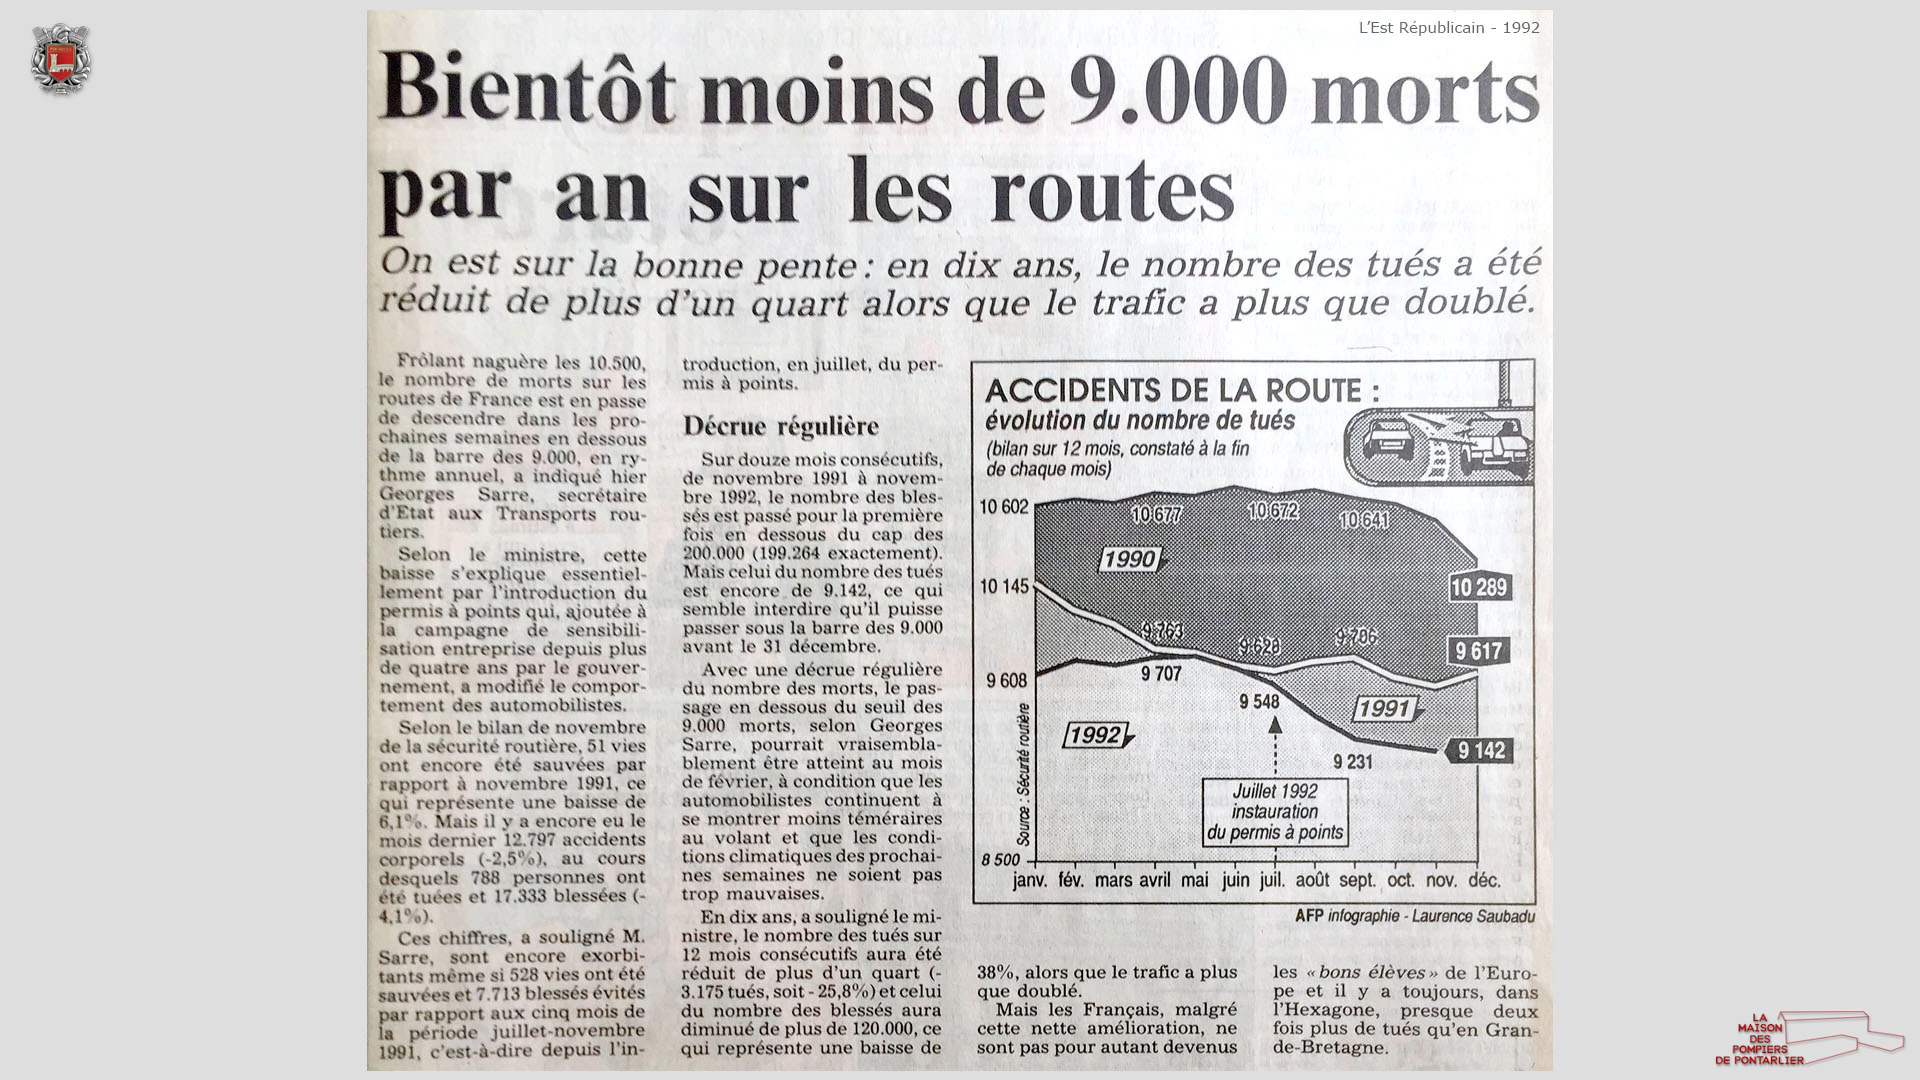 L'Est Républicain - 1992
Bientôt moins de 9.000 morts
par an sur les routes
On est sur la bonne pente : en dix ans, le nombre des tués a été
réduit de plus d'un quart alors que le trafic a plus que doublé.
Frôlant naguère les 10.500,
le nombre de morts sur les
routes de France est en passe
de descendre dans les pro-
chaines semaines en dessous
de la barre des 9.000, en ry-
thme annuel, a indiqué hier
Georges Sarre, secrétaire
d'Etat aux Transports rou-
tiers.
Selon le ministre, cette
baisse s'explique essentiel-
lement par l'introduction du
permis à points qui, ajoutée à
la campagne de sensibili-
sation entreprise depuis plus
de quatre ans par le gouver-
nement, a modifié le compor-
tement des automobilistes.
Selon le bilan de novembre
de la sécurité routière, 51 vies
ont encore été sauvées par
rapport à novembre 1991, ce
qui représente une baisse de
6,1%. Mais il y a encore eu le
mois dernier 12.797 accidents
corporels (-2,5%), au cours
desquels 788 personnes ont
été tuées et 17.333 blessées (-
4,1%).
Ces chiffres, a souligné M.
Sarre, sont encore exorbi-
tants même si 528 vies ont été
sauvées et 7.713 blessés évités
par rapport aux cinq mois de
la période juillet-novembre
1991, c'est-à-dire depuis l'in-
troduction, en juillet, du per-
mis à points.
Décrue régulière
Sur douze mois consécutifs,
de novembre 1991 à novem-
bre 1992, le nombre des bles-
sés est passé pour la première
fois en dessous du cap des
200.000 (199.264 exactement).
Mais celui du nombre des tués
est encore de 9.142, ce qui
semble interdire qu'il puisse
passer sous la barre des 9.000
avant le 31 décembre.
Avec une décrue régulière
du nombre des morts, le pas-
sage en dessous du seuil des
9.000 morts, selon Georges
Sarre, pourrait vraisembla-
blement être atteint au mois
de février, à condition que les
automobilistes continuent à
se montrer moins téméraires
au volant et que les condi-
tions climatiques des prochai-
nes semaines ne soient pas
trop mauvaises.
En dix ans, a souligné le mi-
nistre, le nombre des tués sur
12 mois consécutifs aura été
réduit de plus d'un quart (-
3.175 tués, soit - 25,8%) et celui
du nombre des blessés aura
diminué de plus de 120.000, ce
qui représente une baisse de
ACCIDENTS DE LA ROUTE :
évolution du nombre de tués
(bilan sur 12 mois, constaté à la fin
de chaque mois)
10 602
10 677
10 672
10 641
1990
10 145
10 289
9 763
9 628
9 706
9 617
9 608
9 707
9 548
1991
1992
9 231
9 142
Source : Sécurité routière
Juillet 1992
instauration
du permis à points
8 500
janv. fév. mars avril mai juin juil. août sept. oct. nov. déc.
AFP infographie - Laurence Saubadu
38%, alors que le trafic a plus
que doublé.
Mais les Français, malgré
cette nette amélioration, ne
sont pas pour autant devenus
les «bons élèves» de l'Euro-
pe et il y a toujours, dans
l'Hexagone, presque deux
fois plus de tués qu'en Gran-
de-Bretagne.
LA
MAISON
DES
POMPIERS
DE PONTARLIER